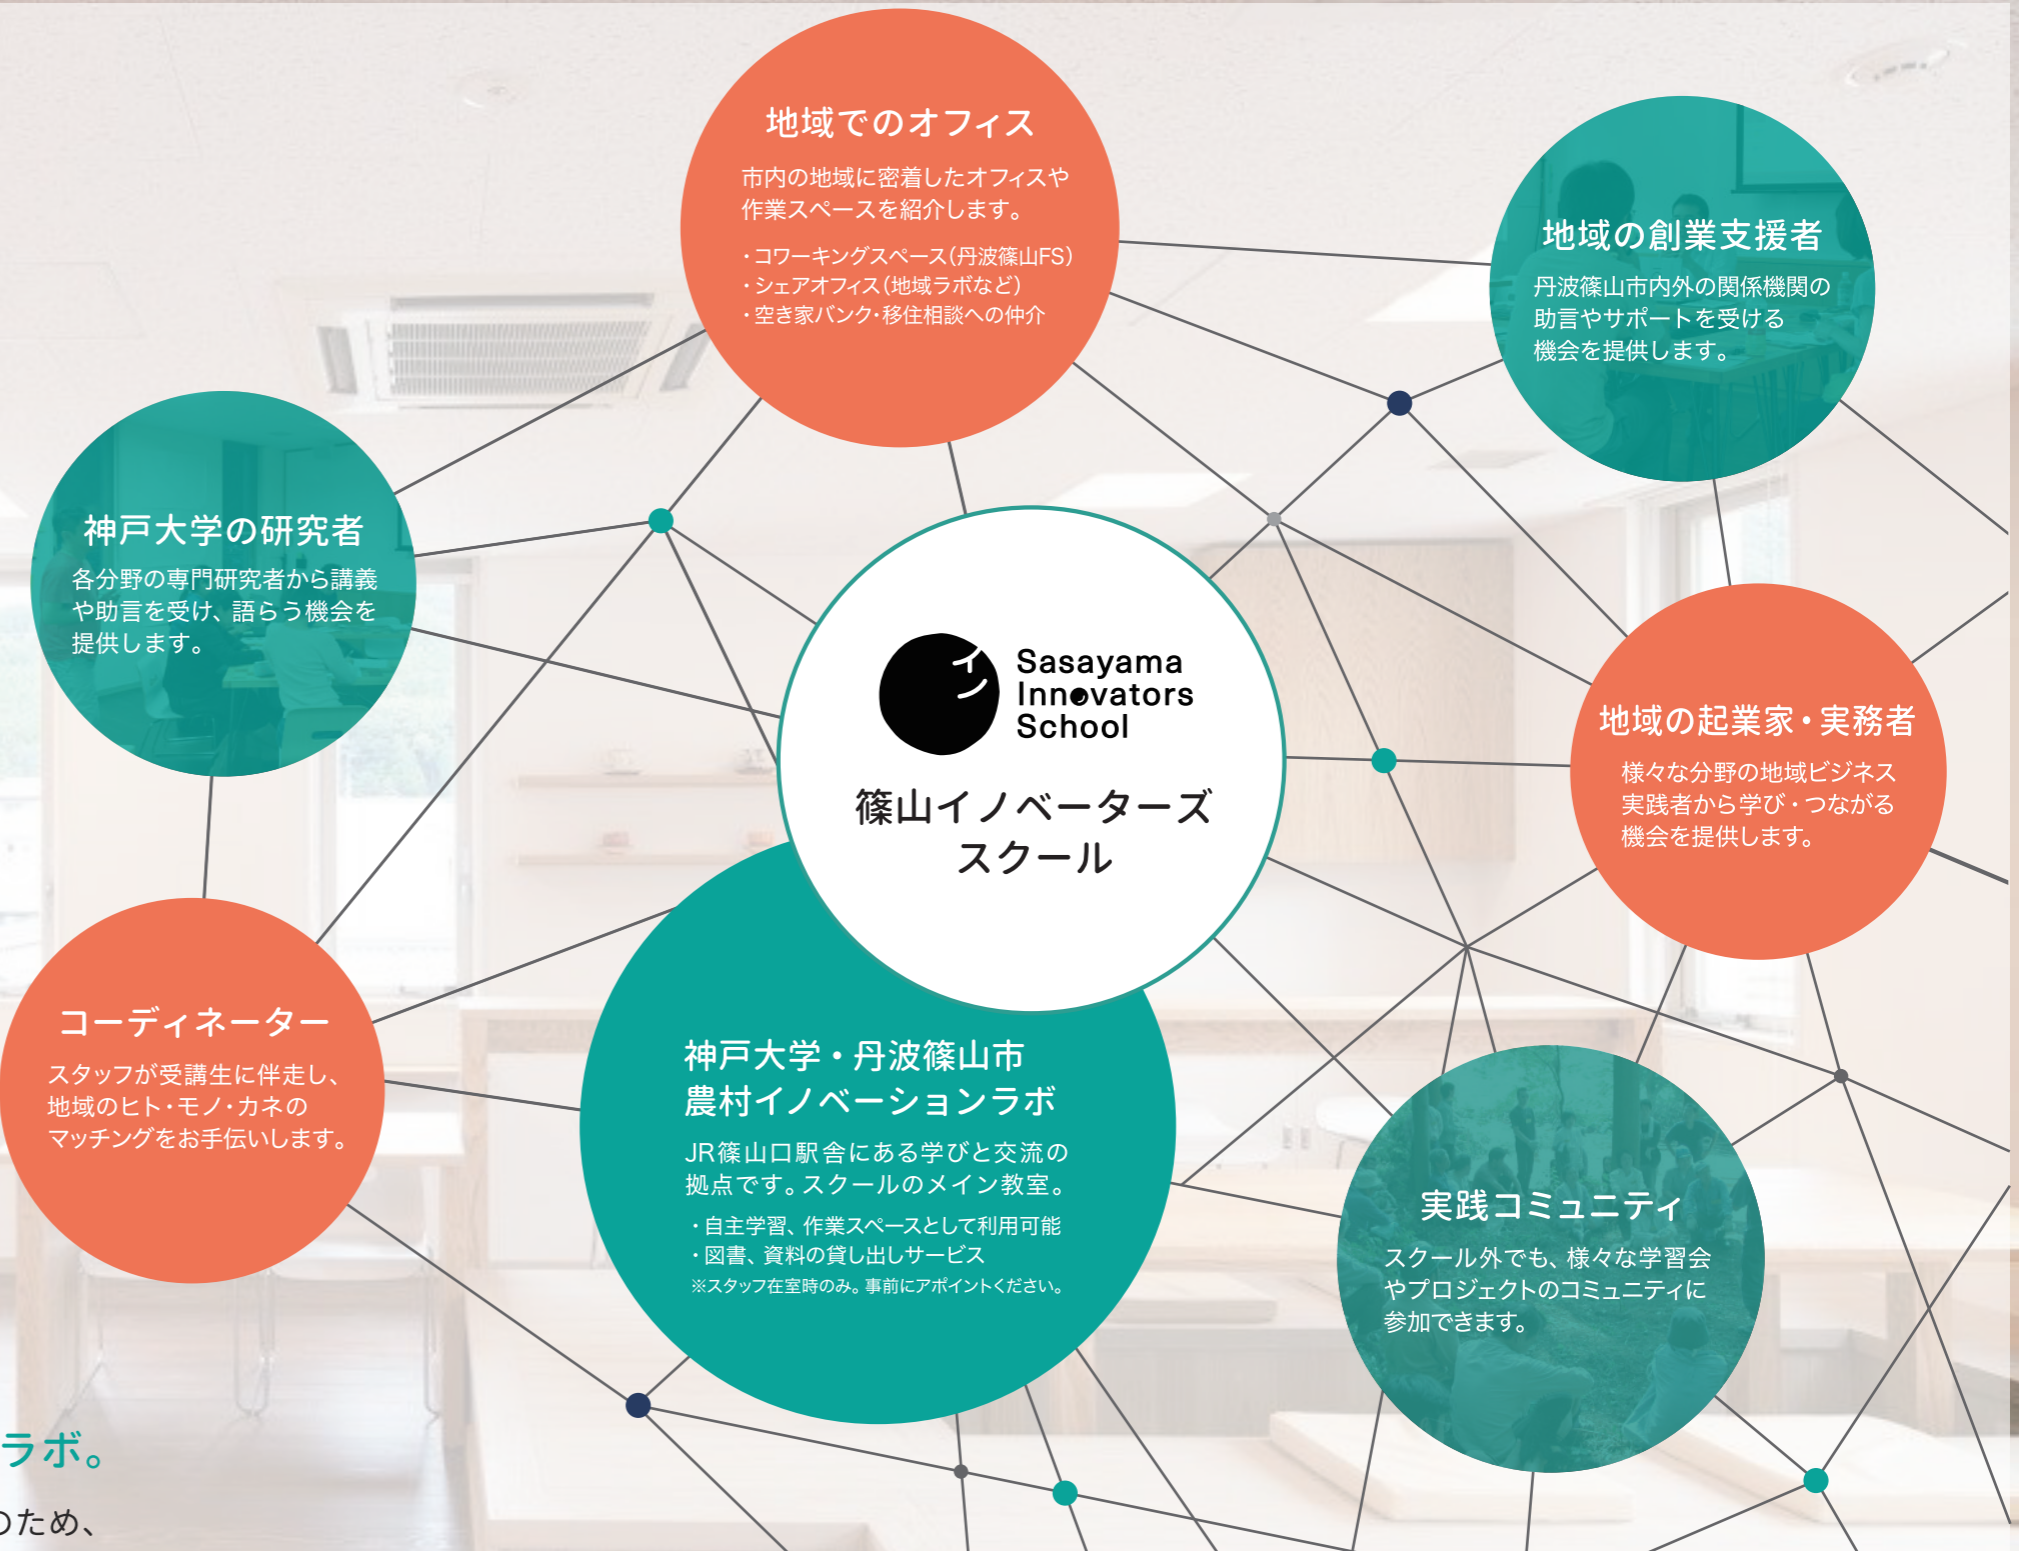 地域でのオフィス
市内の地域に密着したオフィスや
作業スペースを紹介します。
・コワーキングスペース（丹波篠山FS）
・シェアオフィス（地域ラボなど）
・空き家バンク・移住相談への仲介
地域の創業支援者
丹波篠山市内外の関係機関の
助言やサポートを受ける
機会を提供します。
神戸大学の研究者
各分野の専門研究者から講義
や助言を受け、語らう機会を
提供します。
イン
Sasayama
Innovators
School
篠山イノベーターズ
スクール
地域の起業家・実務者
様々な分野の地域ビジネス
実践者から学び・つながる
機会を提供します。
コーディネーター
スタッフが受講生に伴走し、
地域のヒト・モノ・カネの
マッチングをお手伝いします。
神戸大学・丹波篠山市
農村イノベーションラボ
JR篠山口駅舎にある学びと交流の
拠点です。スクールのメイン教室。
・自主学習、作業スペースとして利用可能
・図書、資料の貸し出しサービス
※スタッフ在室時のみ。事前にアポイントください。
実践コミュニティ
スクール外でも、様々な学習会
やプロジェクトのコミュニティに
参加できます。
ラボ。
のため、